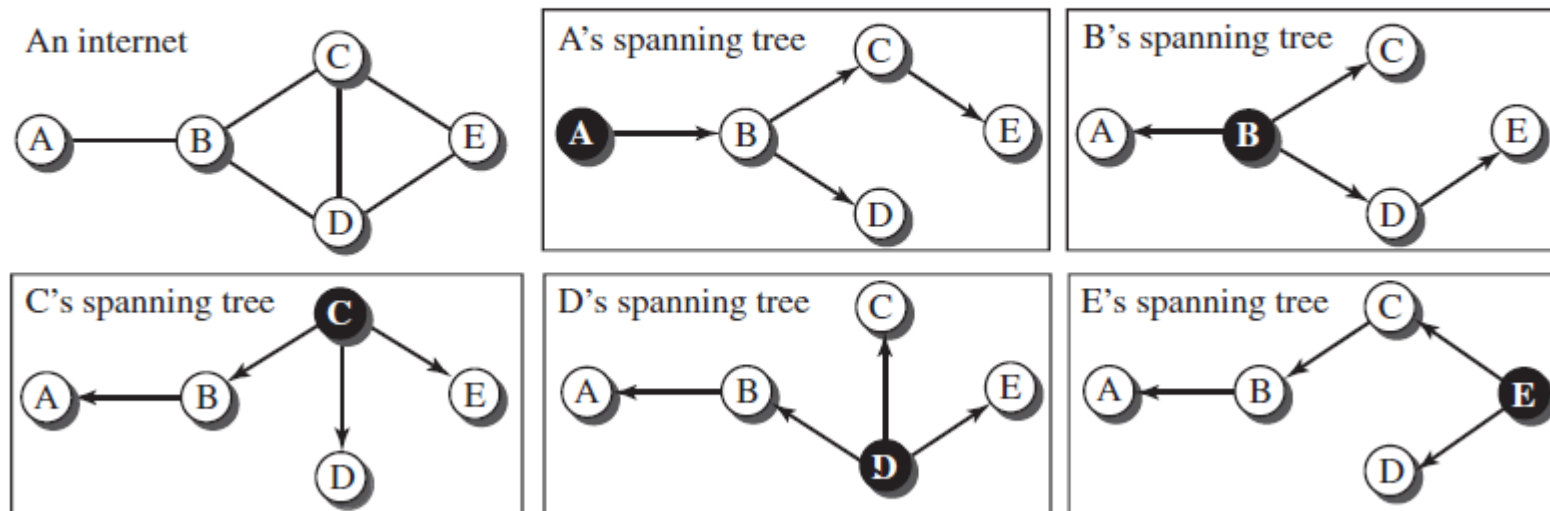 An internet
C
A
B
E
D
A's spanning tree
C
A
B
E
D
B's spanning tree
C
A
B
E
D
C's spanning tree
C
A
B
E
D
D's spanning tree
C
A
B
E
D
E's spanning tree
C
A
B
E
D